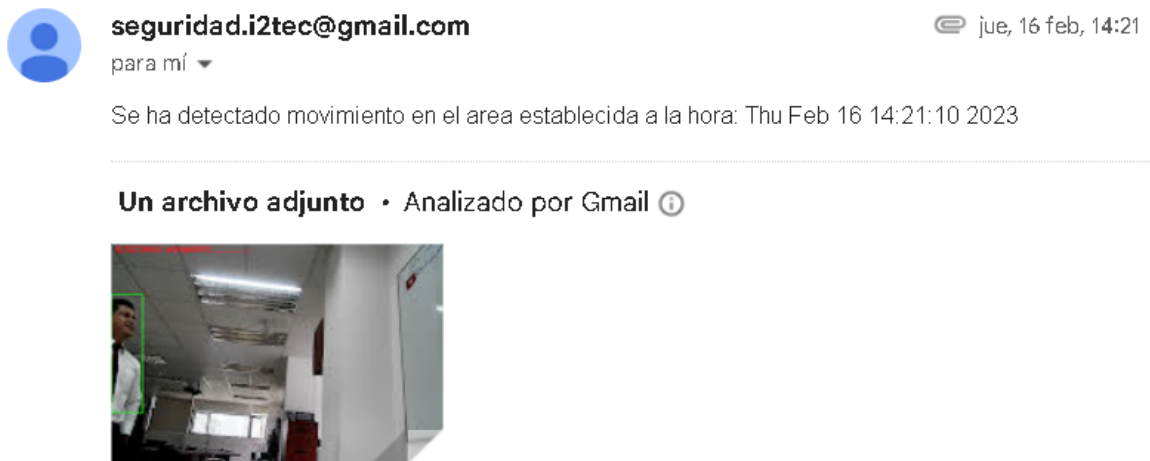 seguridad.i2tec@gmail.com
jue, 16 feb, 14:21
para mí
Se ha detectado movimiento en el area establecida a la hora: Thu Feb 16 14:21:10 2023
Un archivo adjunto • Analizado por Gmail